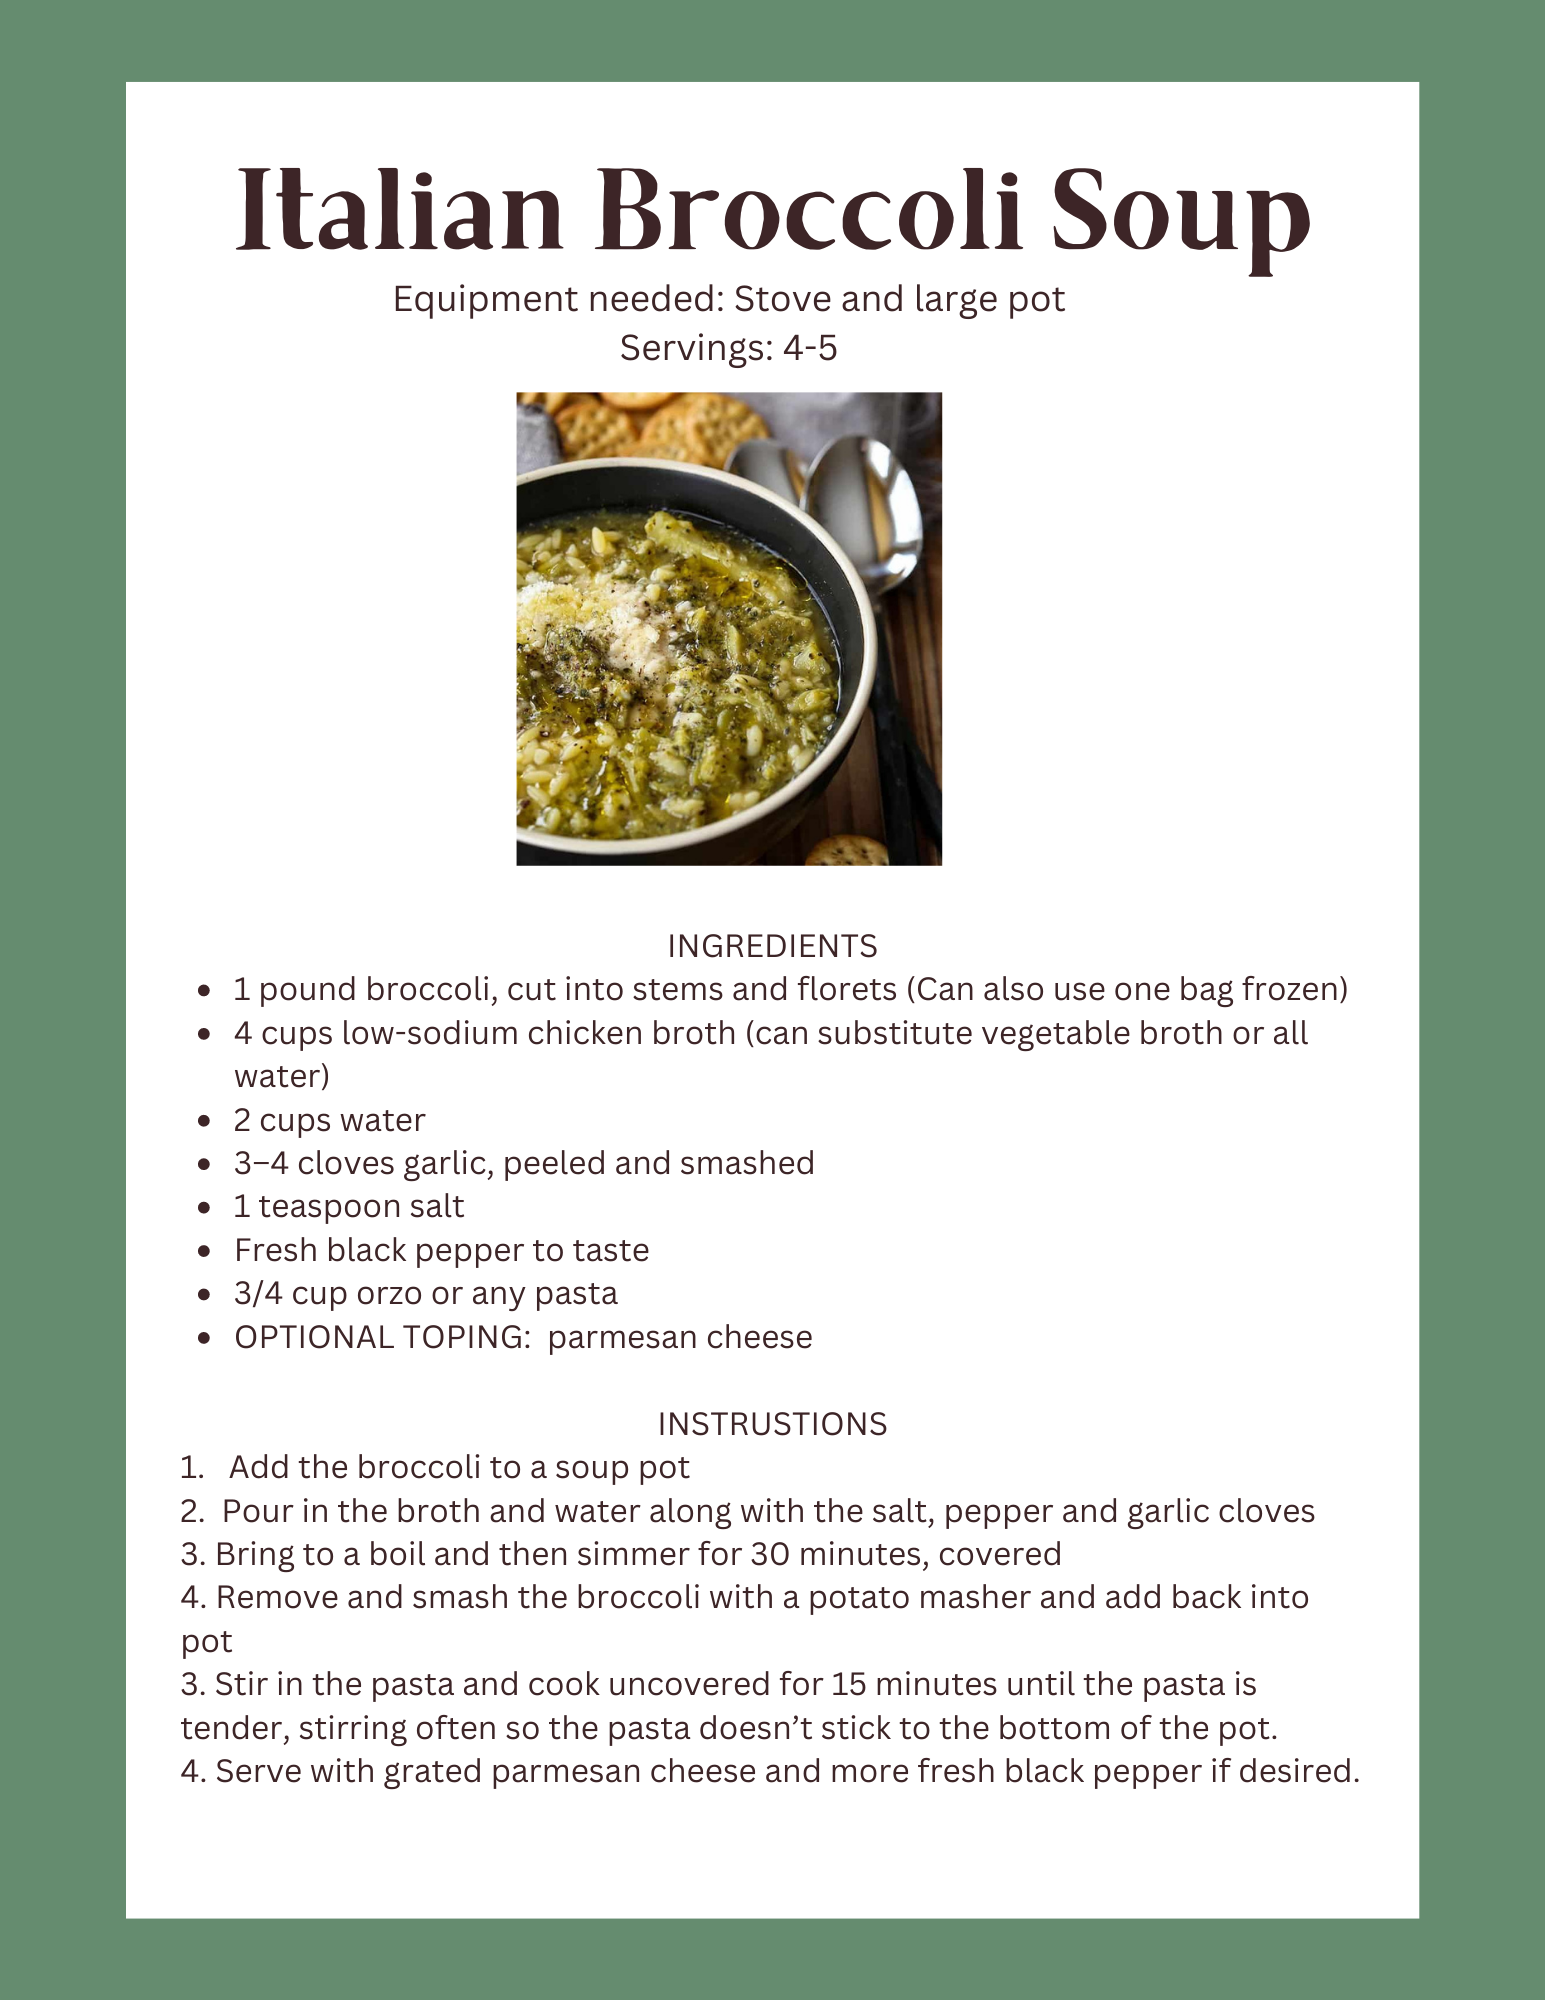 Italian Broccoli Soup
Equipment needed: Stove and large pot
Servings: 4-5
INGREDIENTS
• 1 pound broccoli, cut into stems and florets (Can also use one bag frozen)
• 4 cups low-sodium chicken broth (can substitute vegetable broth or all
water)
• 2 cups water
• 3–4 cloves garlic, peeled and smashed
• 1 teaspoon salt
• Fresh black pepper to taste
• 3/4 cup orzo or any pasta
• OPTIONAL TOPING:  parmesan cheese
INSTRUSTIONS
1.   Add the broccoli to a soup pot
2.  Pour in the broth and water along with the salt, pepper and garlic cloves
3. Bring to a boil and then simmer for 30 minutes, covered
4. Remove and smash the broccoli with a potato masher and add back into
pot
3. Stir in the pasta and cook uncovered for 15 minutes until the pasta is
tender, stirring often so the pasta doesn’t stick to the bottom of the pot.
4. Serve with grated parmesan cheese and more fresh black pepper if desired.